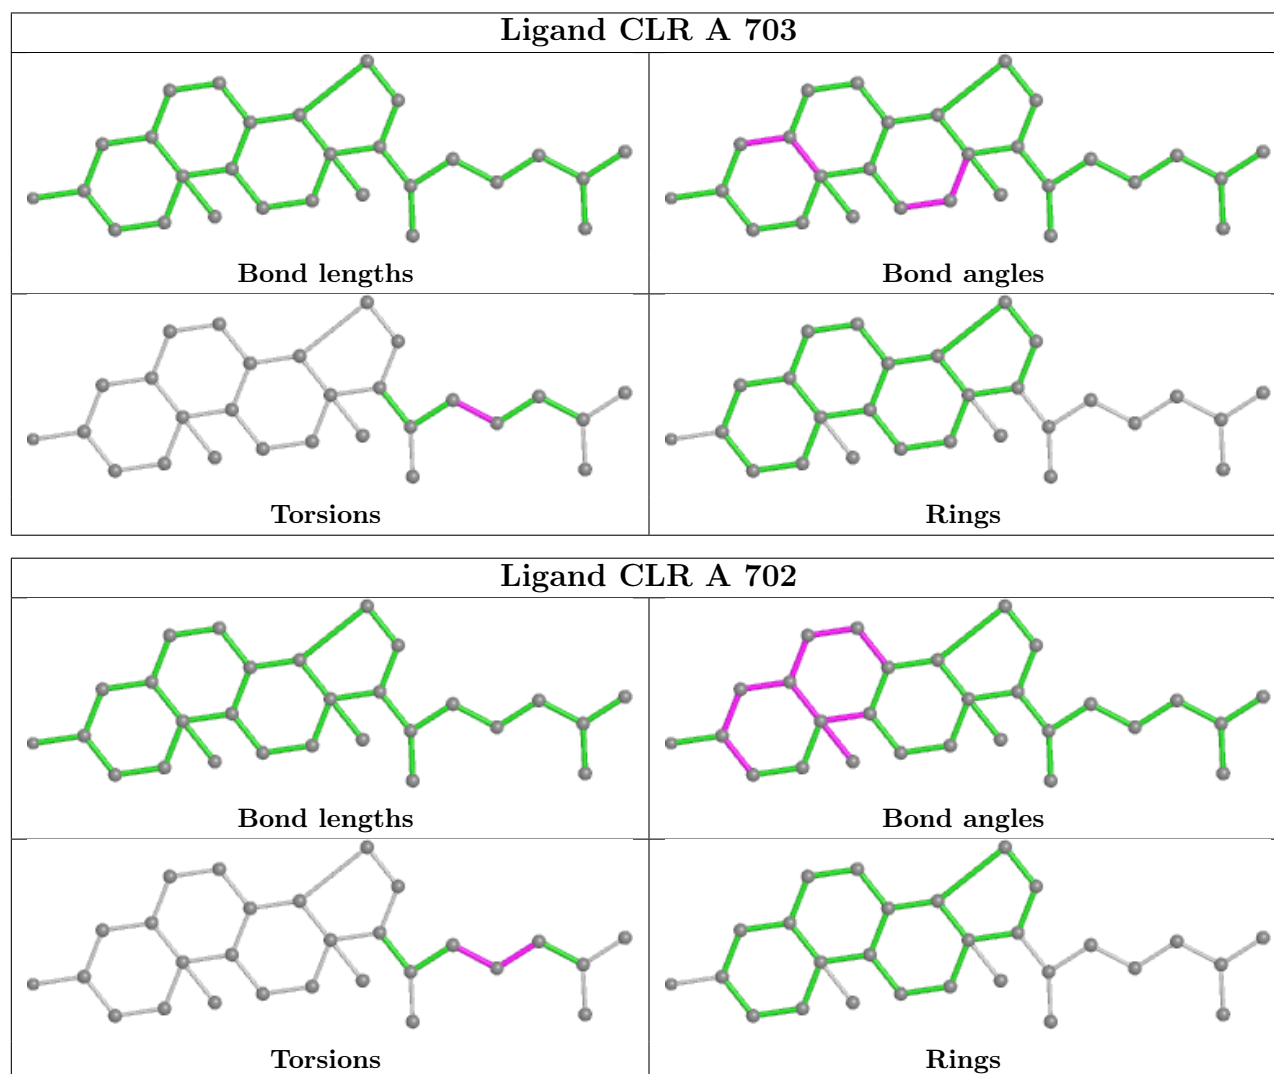 Ligand CLR A 703
Bond lengths
Bond angles
Torsions
Rings
Ligand CLR A 702
Bond lengths
Bond angles
Torsions
Rings